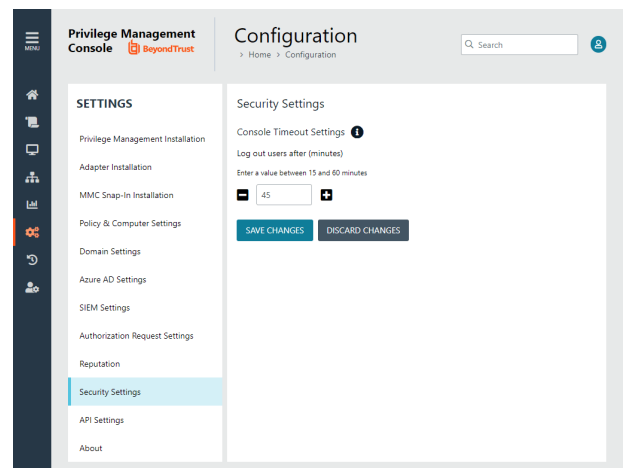 MENU
Privilege Management
Console BeyondTrust
Configuration
> Home > Configuration
Search
SETTINGS
Privilege Management Installation
Adapter Installation
MMC Snap-In Installation
Policy & Computer Settings
Domain Settings
Azure AD Settings
SIEM Settings
Authorization Request Settings
Reputation
Security Settings
API Settings
About
Security Settings
Console Timeout Settings
Log out users after (minutes)
Enter a value between 15 and 60 minutes
45
SAVE CHANGES
DISCARD CHANGES